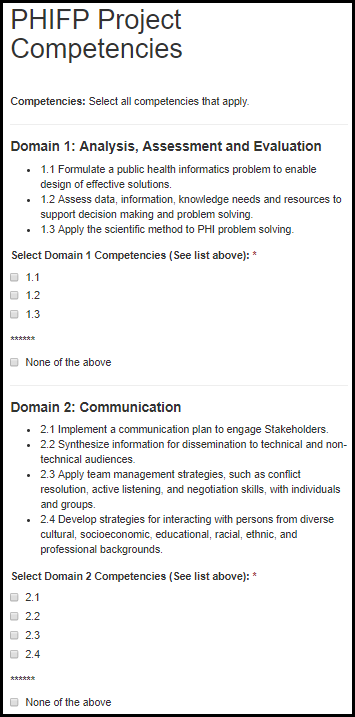 PHIFP Project
Competencies
Competencies: Select all competencies that apply.
Domain 1: Analysis, Assessment and Evaluation
• 1.1 Formulate a public health informatics problem to enable
design of effective solutions.
• 1.2 Assess data, information, knowledge needs and resources to
support decision making and problem solving.
• 1.3 Apply the scientific method to PHI problem solving.
Select Domain 1 Competencies (See list above): *
1.1
1.2
1.3
******
None of the above
Domain 2: Communication
• 2.1 Implement a communication plan to engage Stakeholders.
• 2.2 Synthesize information for dissemination to technical and non-
technical audiences.
• 2.3 Apply team management strategies, such as conflict
resolution, active listening, and negotiation skills, with individuals
and groups.
• 2.4 Develop strategies for interacting with persons from diverse
cultural, socioeconomic, educational, racial, ethnic, and
professional backgrounds.
Select Domain 2 Competencies (See list above): *
2.1
2.2
2.3
2.4
******
None of the above